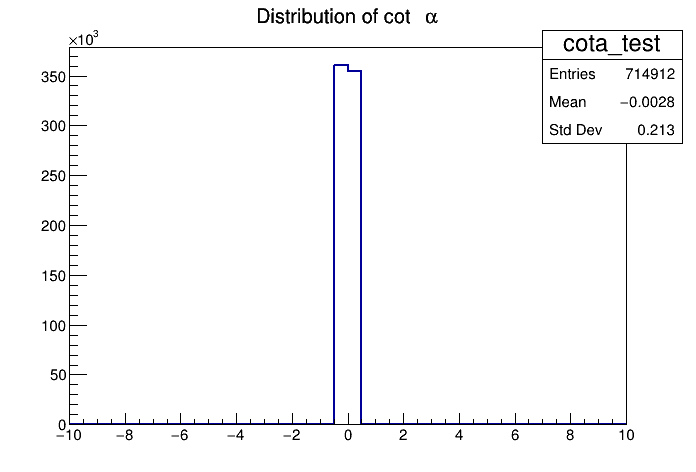 Distribution of cot α
×10³
cota_test
Entries 714912
Mean −0.0028
Std Dev 0.213
350
300
250
200
150
100
50
0
−10 −8 −6 −4 −2 0 2 4 6 8 10